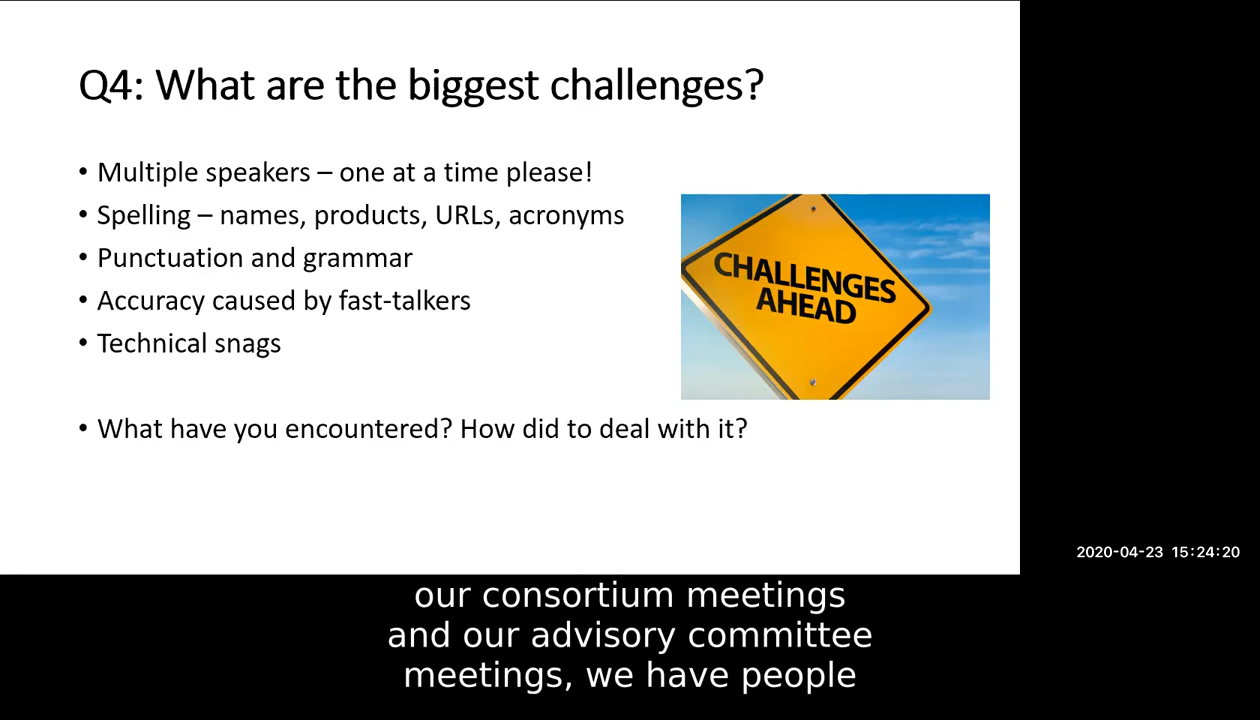 Q4: What are the biggest challenges?
• Multiple speakers – one at a time please!
• Spelling – names, products, URLs, acronyms
• Punctuation and grammar
• Accuracy caused by fast-talkers
• Technical snags
CHALLENGES
AHEAD
• What have you encountered? How did to deal with it?
2020-04-23 15:24:20
our consortium meetings
and our advisory committee
meetings, we have people